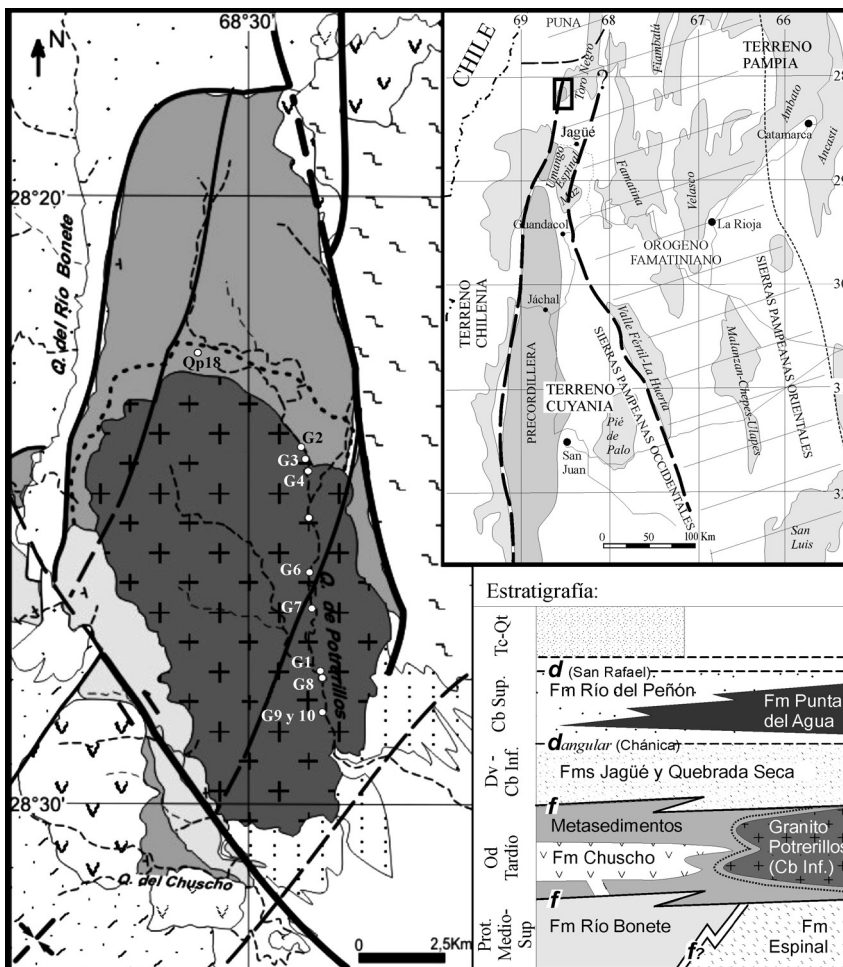 68°30'
N
28°20'
Q. del Río Bonete
Qp18
G2
G3
G4
G6
G7
Q. de Potrerillos
G1
G8
G9 y 10
28°30'
Q. del Chuscho
0 2,5Km
69 68 67 66
PUNA
CHILE
Toro Negro
?
Fiambalá
TERRENO
PAMPIA
28
Ambato
Catamarca
Ancasti
Jagüé
Umango
Espinal
Maz
Famatina
Velasco
29
Guandacol
La Rioja
OROGENO
FAMATINIANO
30
TERRENO
CHILENIA
Jáchal
PRECORDILLERA
TERRENO
CUYANIA
SIERRAS PAMPEANAS OCCIDENTALES
Valle Fértil-La Huerta
Malanzan-Chepes-Ulapes
SIERRAS PAMPEANAS ORIENTALES
31
San
Juan
Pié
de
Palo
32
San
Luis
0 50 100 Km
Estratigrafía:
Tc-Qt
d (San Rafael)
Cb Sup.
Fm Río del Peñón
Fm Punta
del Agua
d angular (Chánica)
Dv -
Cb Inf.
Fms Jagüé y Quebrada Seca
f
Od
Tardío
Metasedimentos
Fm Chuscho
Granito
Potrerillos
(Cb Inf.)
f
Prot.
Medio-
Sup
Fm Río Bonete
f?
Fm
Espinal